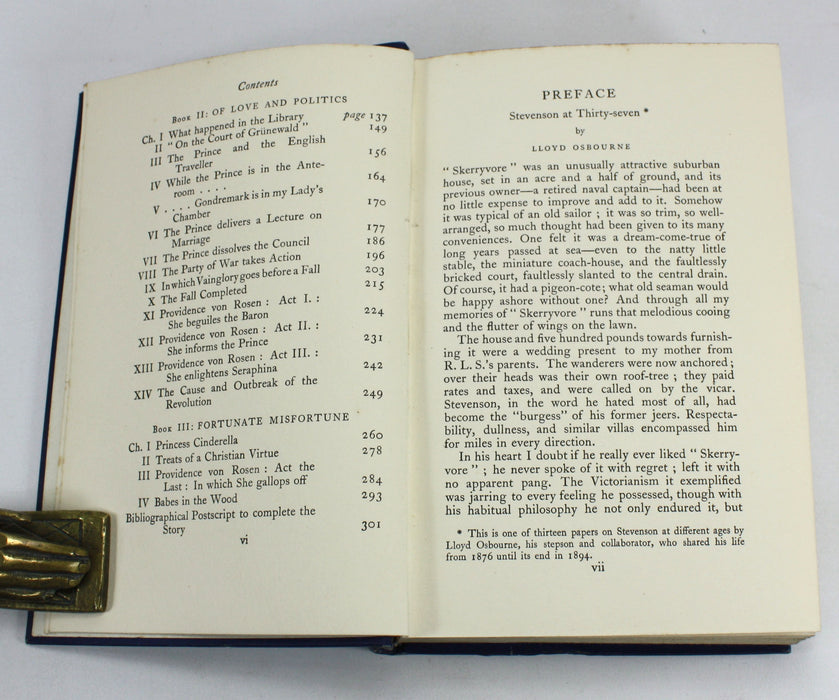 Contents
Book II: OF LOVE AND POLITICS
Ch. I What happened in the Library page 137
II "On the Court of Grünewald" 149
III The Prince and the English
Traveller 156
IV While the Prince is in the Ante-
room . . . . 164
V . . . . Gondremark is in my Lady's
Chamber 170
VI The Prince delivers a Lecture on
Marriage 177
VII The Prince dissolves the Council 186
VIII The Party of War takes Action 196
IX In which Vainglory goes before a Fall 203
X The Fall Completed 215
XI Providence von Rosen : Act I. :
She beguiles the Baron 224
XII Providence von Rosen : Act II. :
She informs the Prince 231
XIII Providence von Rosen : Act III. :
She enlightens Seraphina 242
XIV The Cause and Outbreak of the
Revolution 249
Book III: FORTUNATE MISFORTUNE
Ch. I Princess Cinderella 260
II Treats of a Christian Virtue 278
III Providence von Rosen : Act the
Last : In which She gallops off 284
IV Babes in the Wood 293
Bibliographical Postscript to complete the
Story 301
vi
PREFACE
Stevenson at Thirty-seven *
by
LLOYD OSBOURNE
" Skerryvore " was an unusually attractive suburban
house, set in an acre and a half of ground, and its
previous owner—a retired naval captain—had been at
no little expense to improve and add to it. Somehow
it was typical of an old sailor ; it was so trim, so well-
arranged, so much thought had been given to its many
conveniences. One felt it was a dream-come-true of
long years passed at sea—even to the natty little
stable, the miniature coach-house, and the faultlessly
bricked court, faultlessly slanted to the central drain.
Of course, it had a pigeon-cote; what old seaman would
be happy ashore without one? And through all my
memories of " Skerryvore " runs that melodious cooing
and the flutter of wings on the lawn.
The house and five hundred pounds towards furnish-
ing it were a wedding present to my mother from
R. L. S.'s parents. The wanderers were now anchored ;
over their heads was their own roof-tree ; they paid
rates and taxes, and were called on by the vicar.
Stevenson, in the word he hated most of all, had
become the "burgess" of his former jeers. Respecta-
bility, dullness, and similar villas encompassed him
for miles in every direction.
In his heart I doubt if he really ever liked " Skerry-
vore " ; he never spoke of it with regret ; left it with
no apparent pang. The Victorianism it exemplified
was jarring to every feeling he possessed, though with
his habitual philosophy he not only endured it, but
* This is one of thirteen papers on Stevenson at different ages by
Lloyd Osbourne, his stepson and collaborator, who shared his life
from 1876 until its end in 1894.
vii